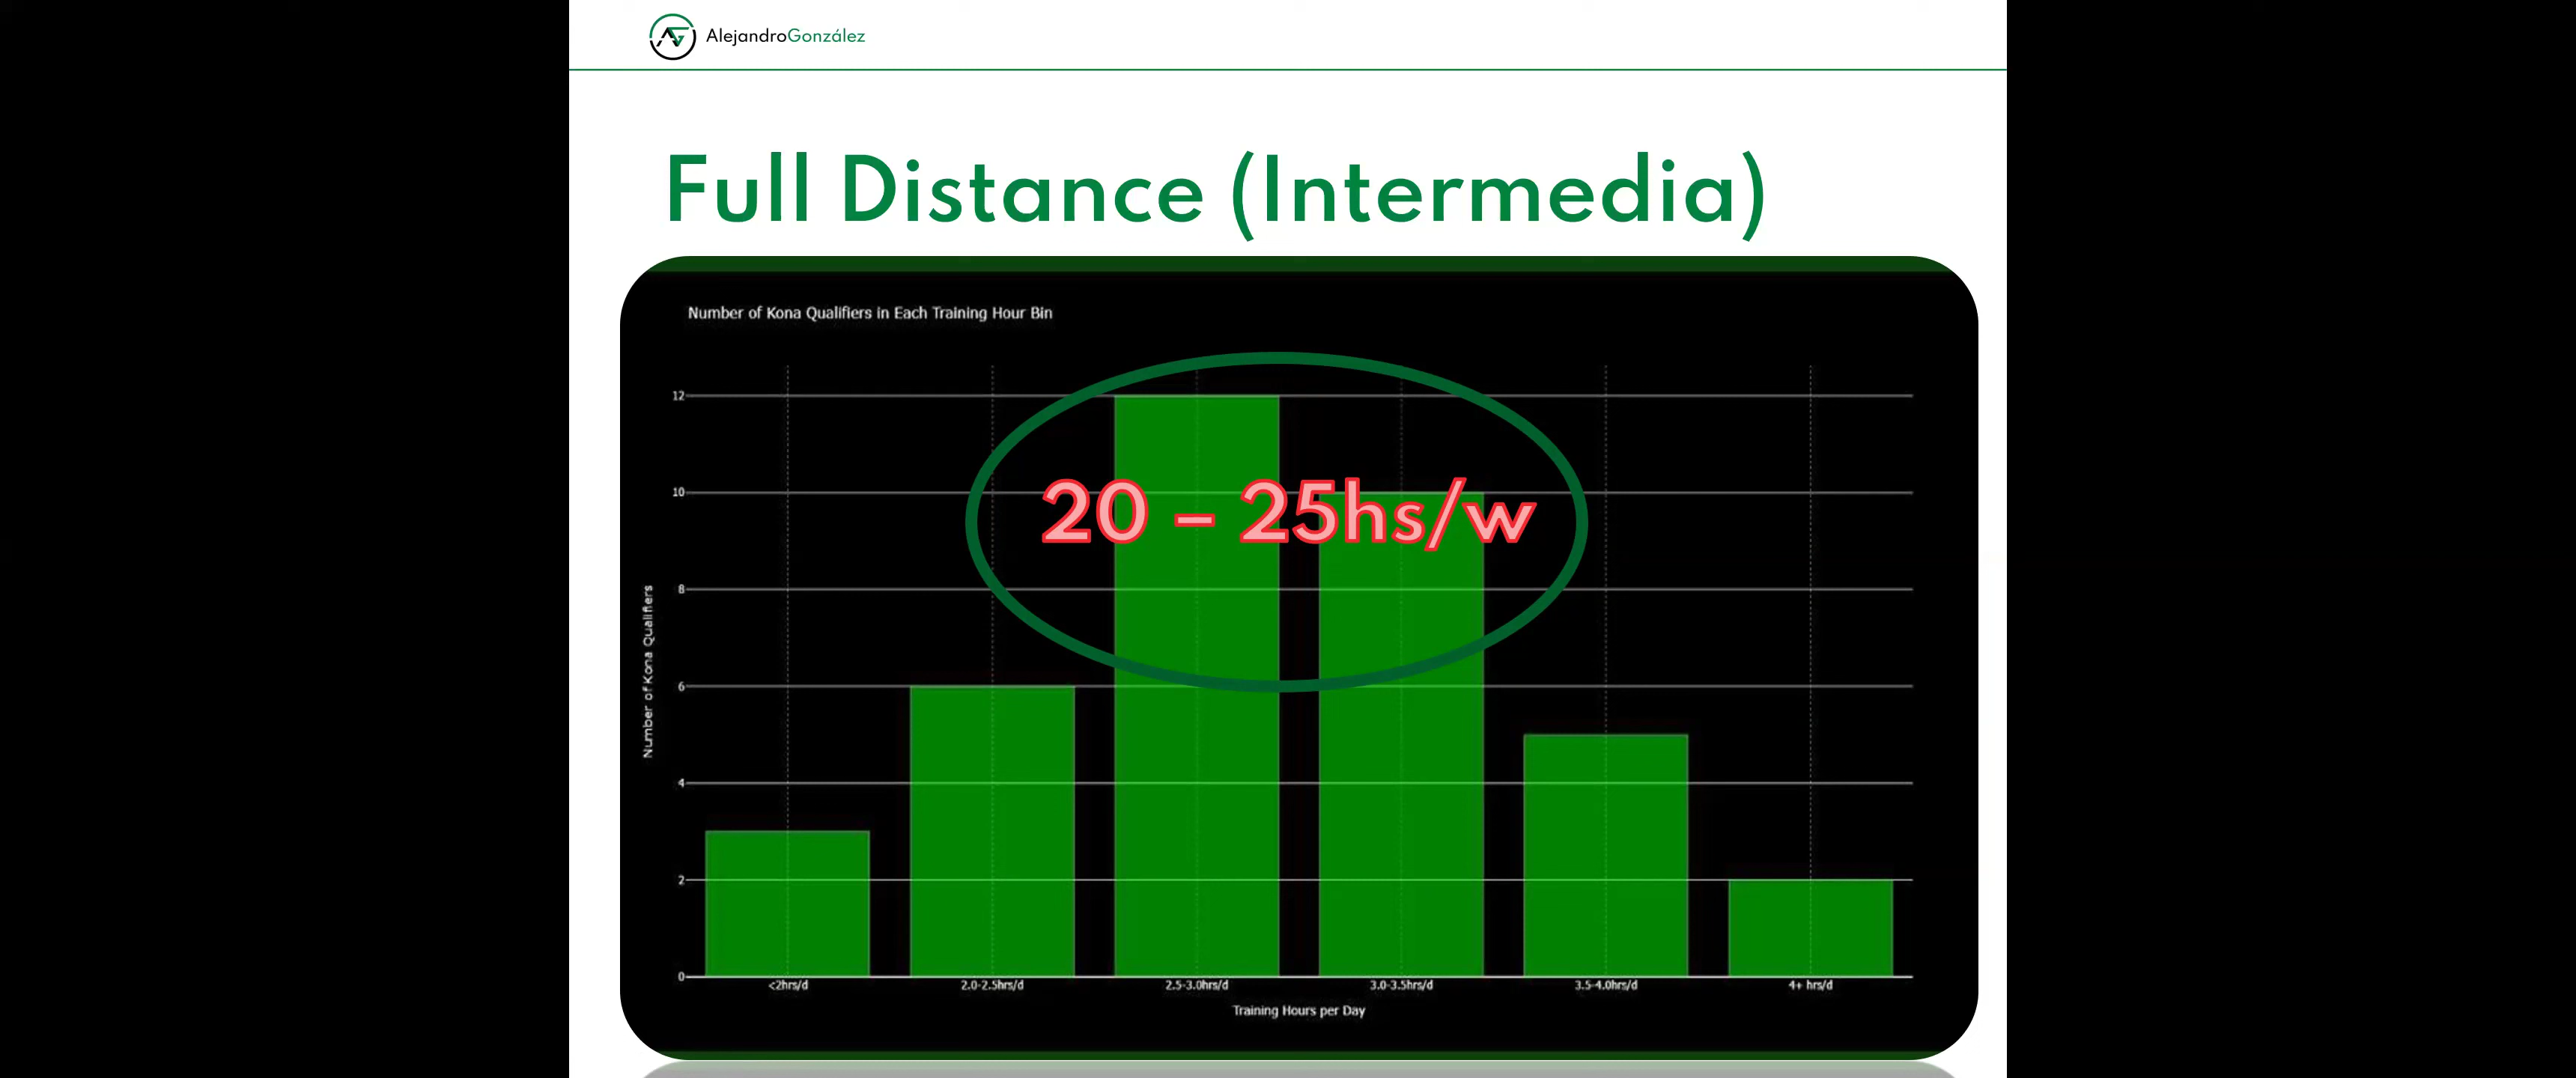 AlejandroGonzález
Full Distance (Intermedia)
Number of Kona Qualifiers in Each Training Hour Bin
12
10
8
6
4
2
0
20 – 25hs/w
Number of Kona Qualifiers
<2hrs/d
2.0-2.5hrs/d
2.5-3.0hrs/d
3.0-3.5hrs/d
3.5-4.0hrs/d
4+ hrs/d
Training Hours per Day